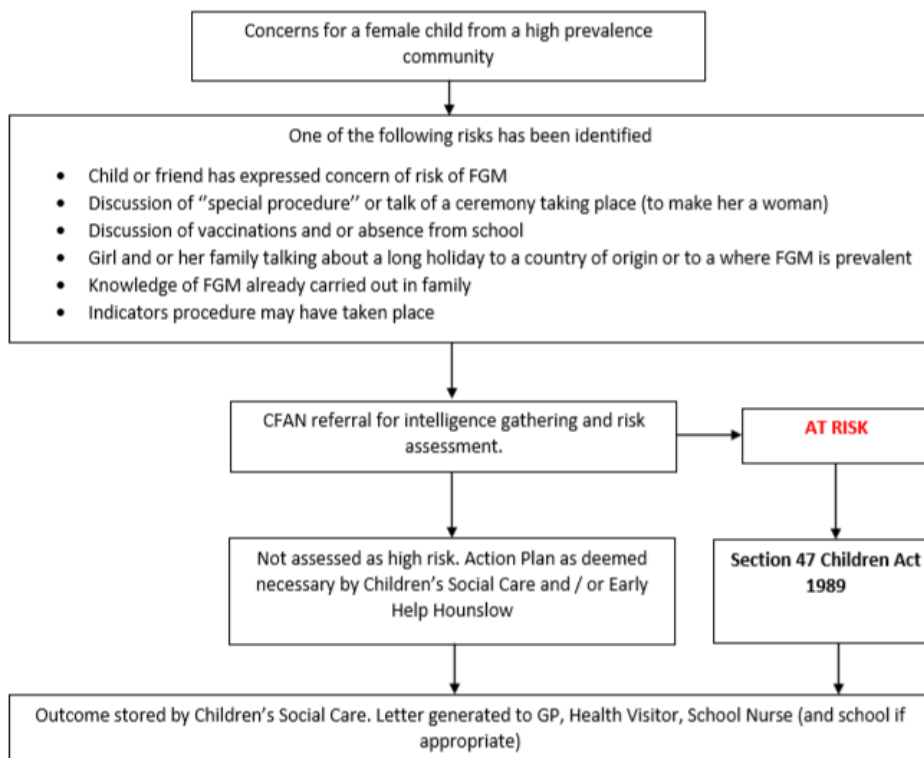 Concerns for a female child from a high prevalence
community
One of the following risks has been identified
• Child or friend has expressed concern of risk of FGM
• Discussion of “special procedure” or talk of a ceremony taking place (to make her a woman)
• Discussion of vaccinations and or absence from school
• Girl and or her family talking about a long holiday to a country of origin or to a where FGM is prevalent
• Knowledge of FGM already carried out in family
• Indicators procedure may have taken place
CFAN referral for intelligence gathering and risk
assessment.
AT RISK
Not assessed as high risk. Action Plan as deemed
necessary by Children’s Social Care and / or Early
Help Hounslow
Section 47 Children Act
1989
Outcome stored by Children’s Social Care. Letter generated to GP, Health Visitor, School Nurse (and school if
appropriate)